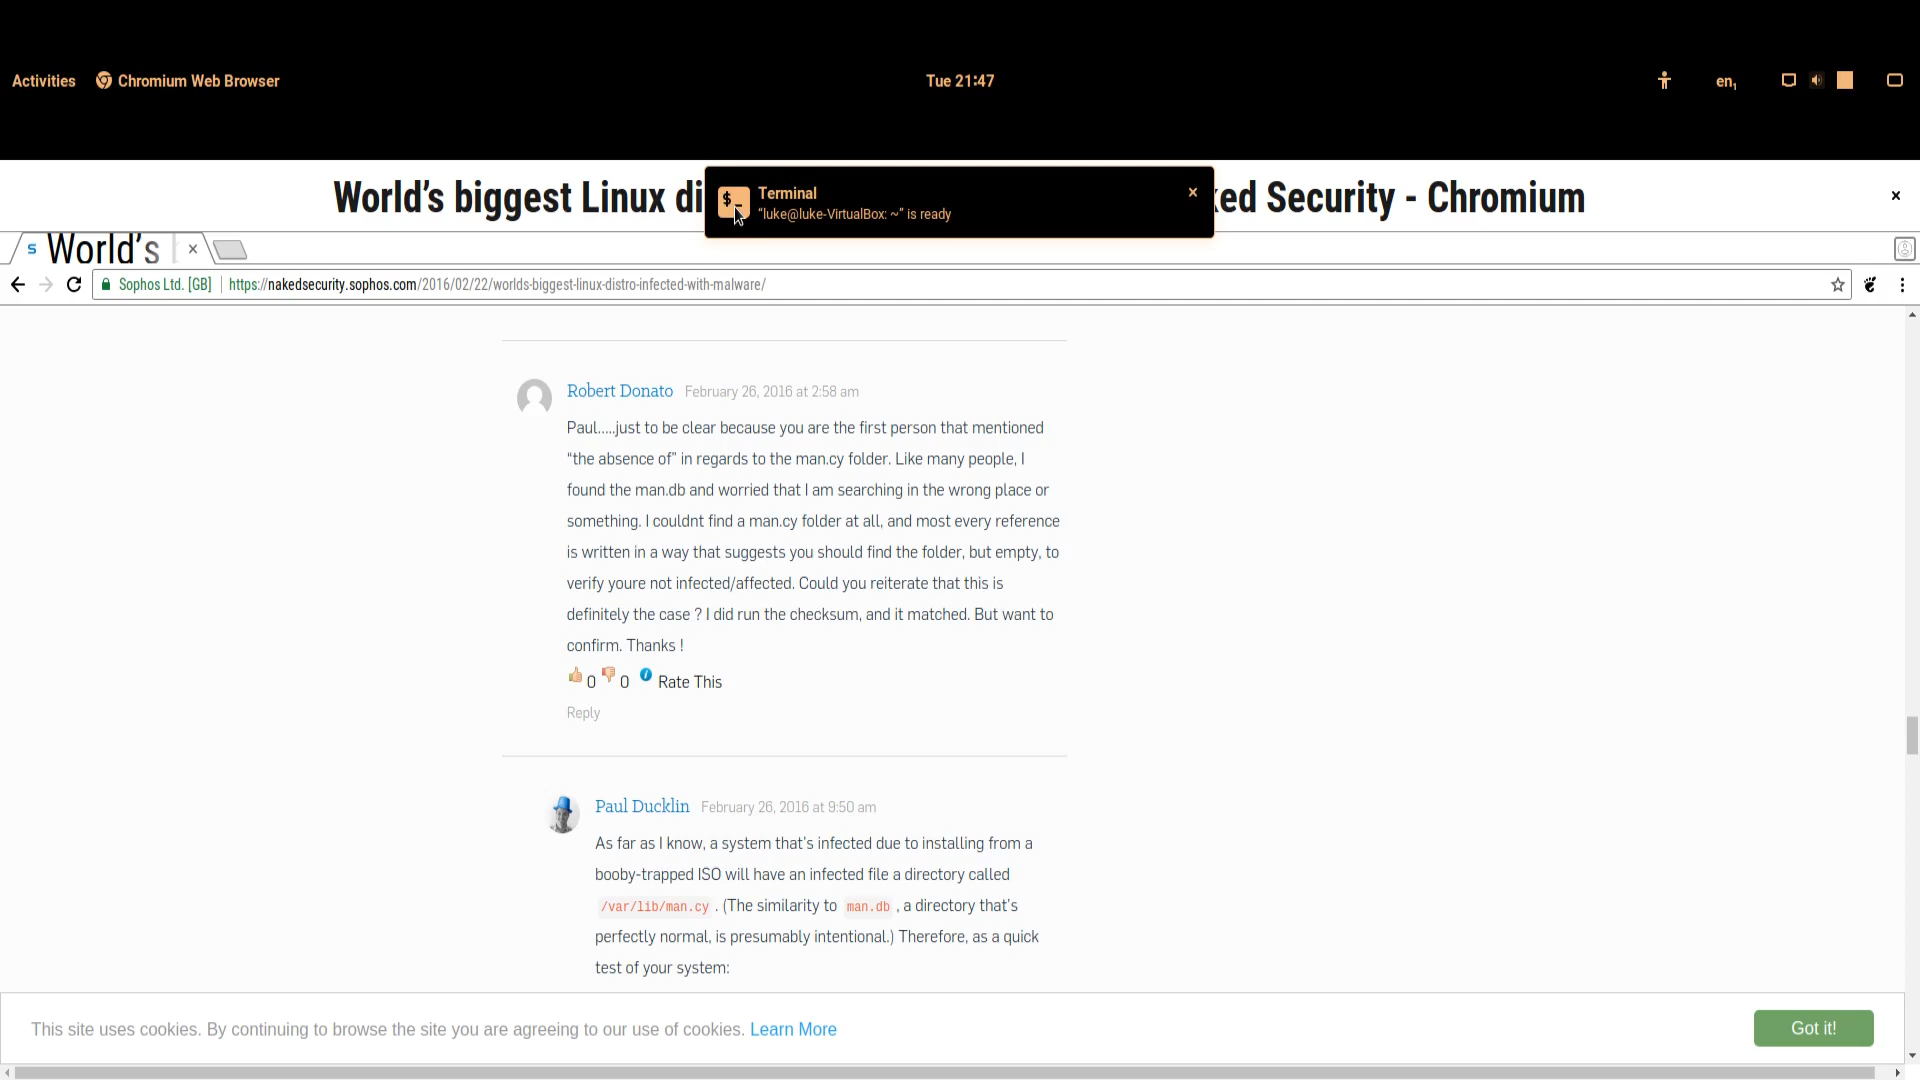 Activities Chromium Web Browser Tue 21:47 en1
World's biggest Linux di ked Security - Chromium
Terminal
"luke@luke-VirtualBox: ~" is ready
$_
S World's
Sophos Ltd. [GB] https://nakedsecurity.sophos.com/2016/02/22/worlds-biggest-linux-distro-infected-with-malware/
Robert Donato February 26, 2016 at 2:58 am
Paul.....just to be clear because you are the first person that mentioned
“the absence of” in regards to the man.cy folder. Like many people, I
found the man.db and worried that I am searching in the wrong place or
something. I couldnt find a man.cy folder at all, and most every reference
is written in a way that suggests you should find the folder, but empty, to
verify youre not infected/affected. Could you reiterate that this is
definitely the case ? I did run the checksum, and it matched. But want to
confirm. Thanks !
0 0 i Rate This
Reply
Paul Ducklin February 26, 2016 at 9:50 am
As far as I know, a system that's infected due to installing from a
booby-trapped ISO will have an infected file a directory called
/var/lib/man.cy . (The similarity to man.db , a directory that's
perfectly normal, is presumably intentional.) Therefore, as a quick
test of your system:
This site uses cookies. By continuing to browse the site you are agreeing to our use of cookies. Learn More
Got it!